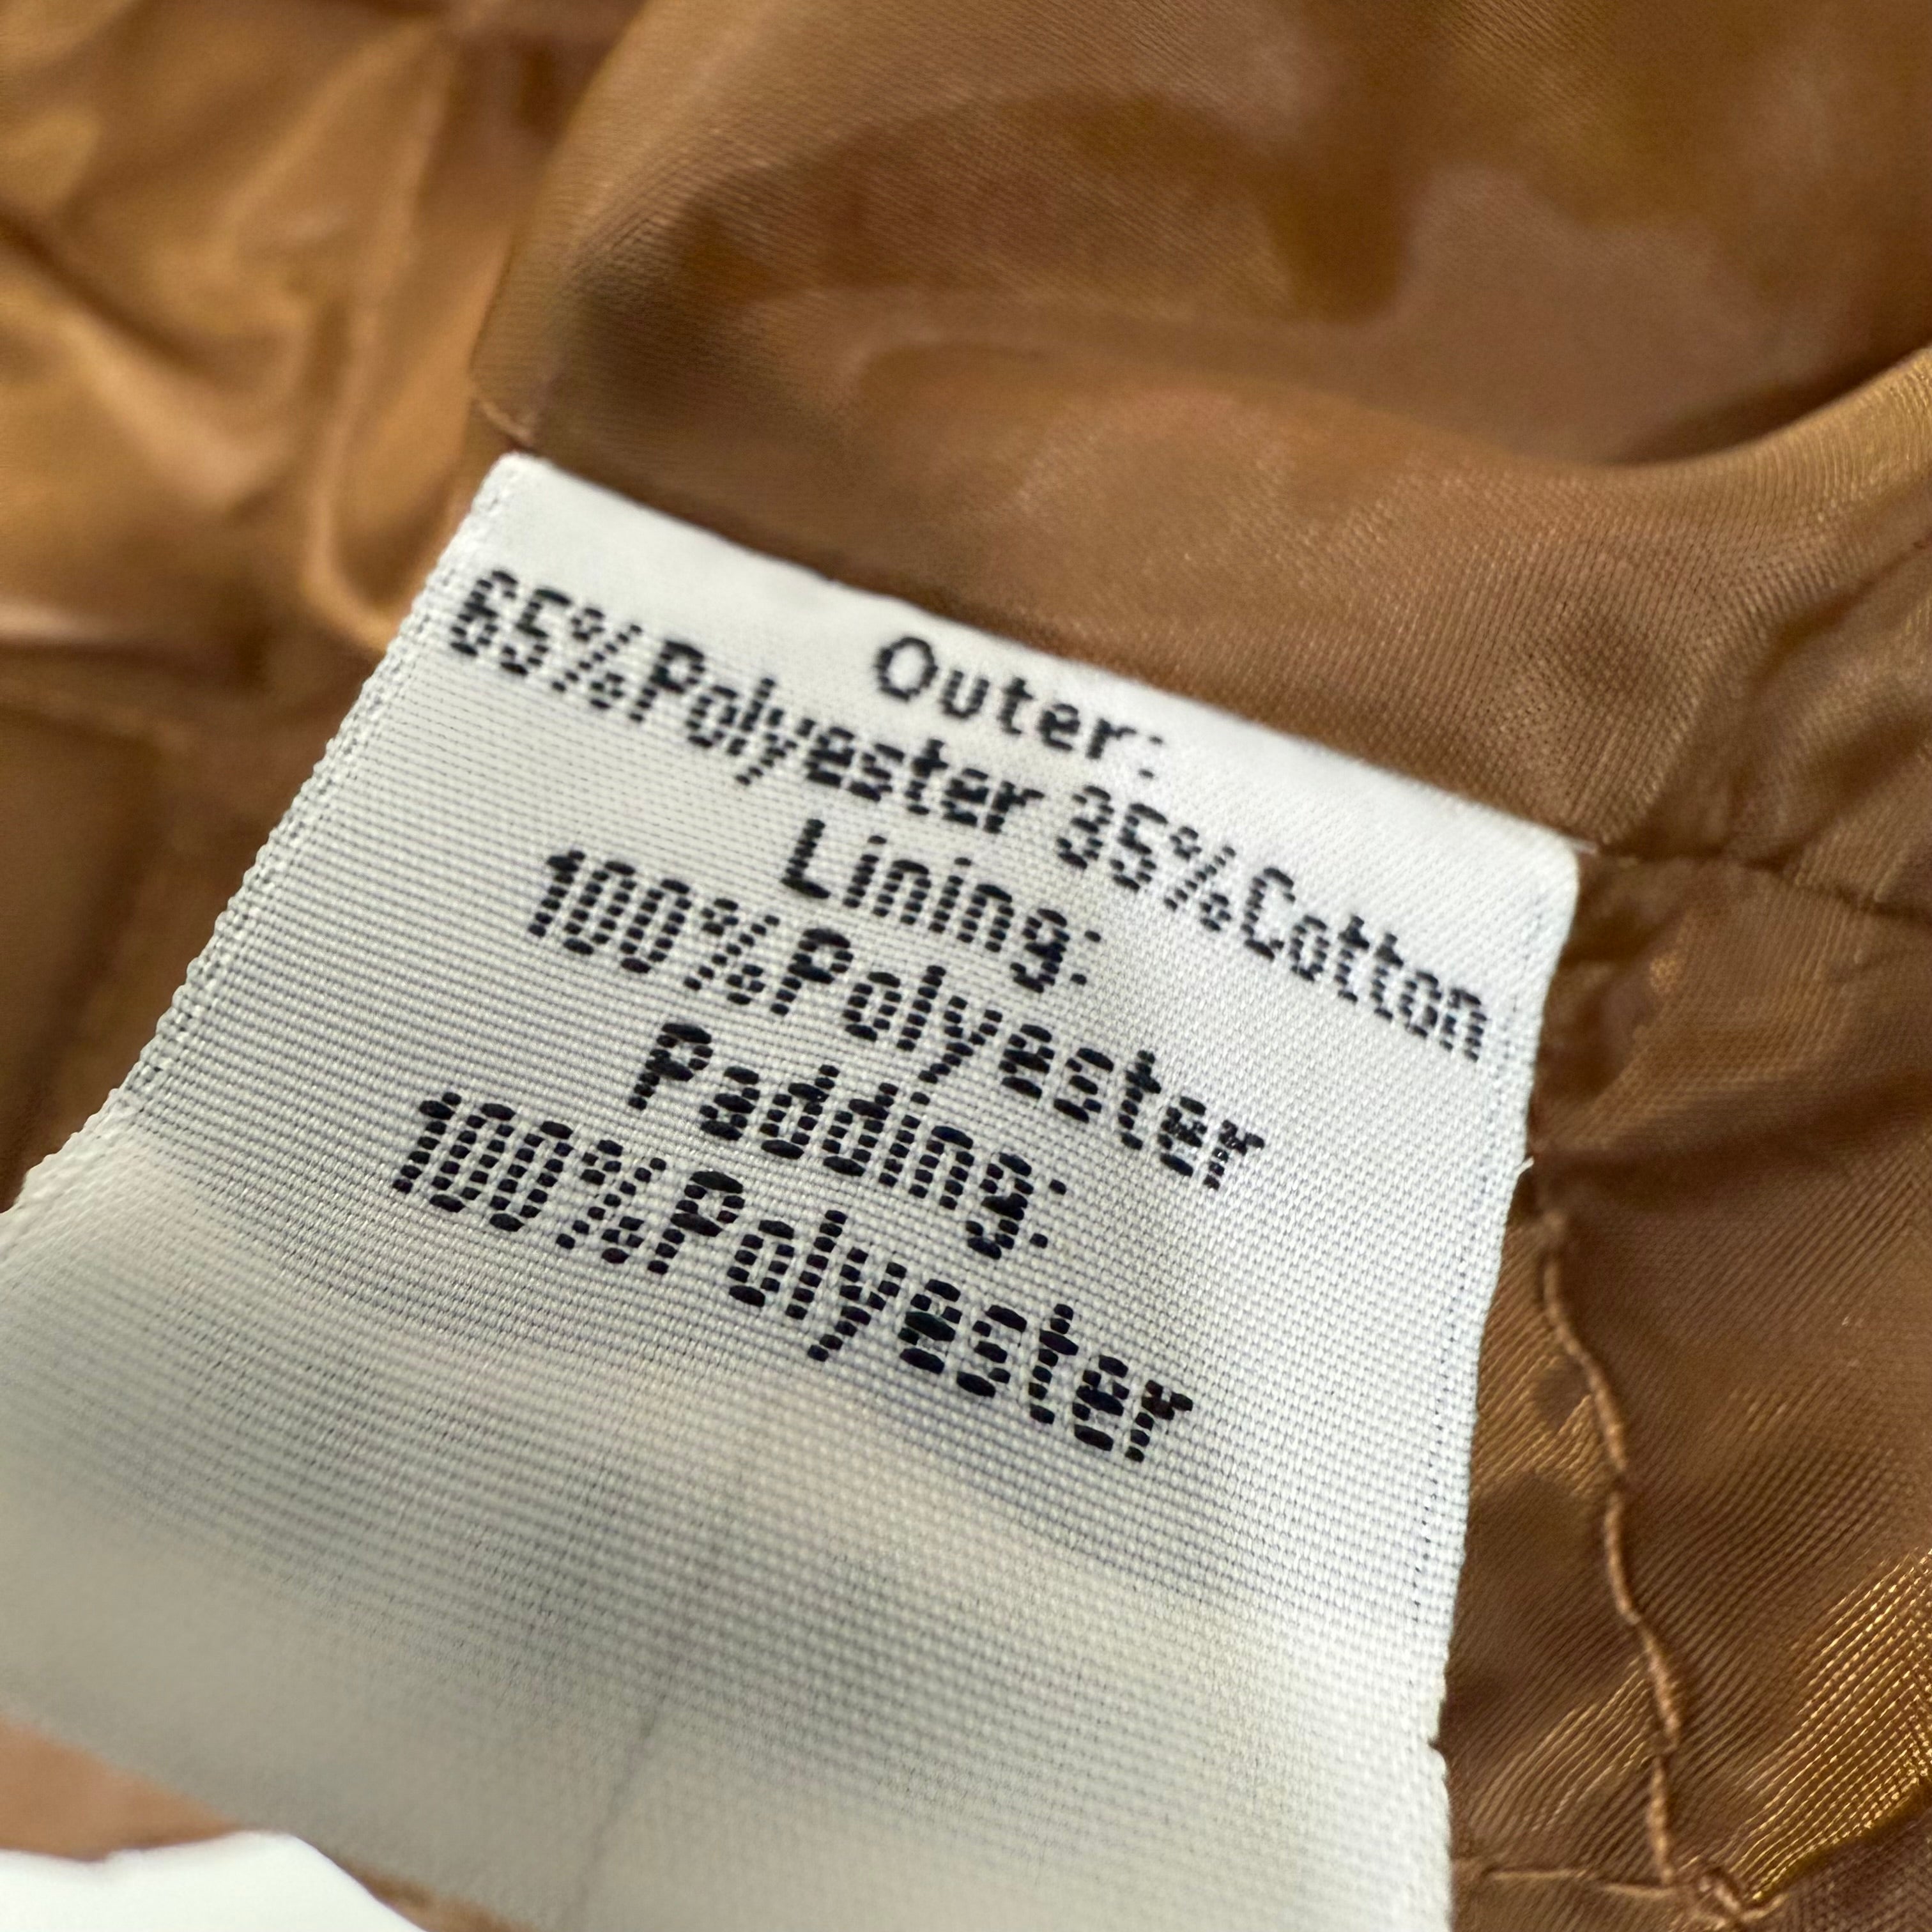 Outer:
65%Polyester 35%Cotton
Lining:
100%Polyester
Padding:
100%Polyester